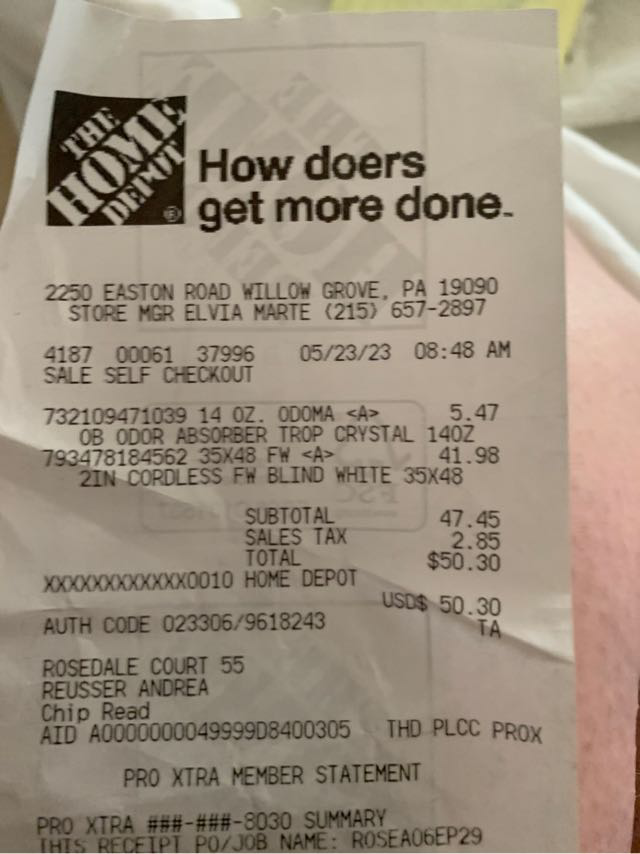 THE
HOME
DEPOT
®
How doers
get more done.
2250 EASTON ROAD WILLOW GROVE, PA 19090
STORE MGR ELVIA MARTE (215) 657-2897
4187 00061 37996 05/23/23 08:48 AM
SALE SELF CHECKOUT
732109471039 14 OZ. ODOMA <A> 5.47
OB ODOR ABSORBER TROP CRYSTAL 14OZ
793478184562 35X48 FW <A> 41.98
2IN CORDLESS FW BLIND WHITE 35X48
SUBTOTAL 47.45
SALES TAX 2.85
TOTAL $50.30
XXXXXXXXXXXX0010 HOME DEPOT
USD$ 50.30
AUTH CODE 023306/9618243 TA
ROSEDALE COURT 55
REUSSER ANDREA
Chip Read
AID A0000000049999D8400305 THD PLCC PROX
PRO XTRA MEMBER STATEMENT
PRO XTRA ###-###-8030 SUMMARY
THIS RECEIPT PO/JOB NAME: ROSEA06EP29